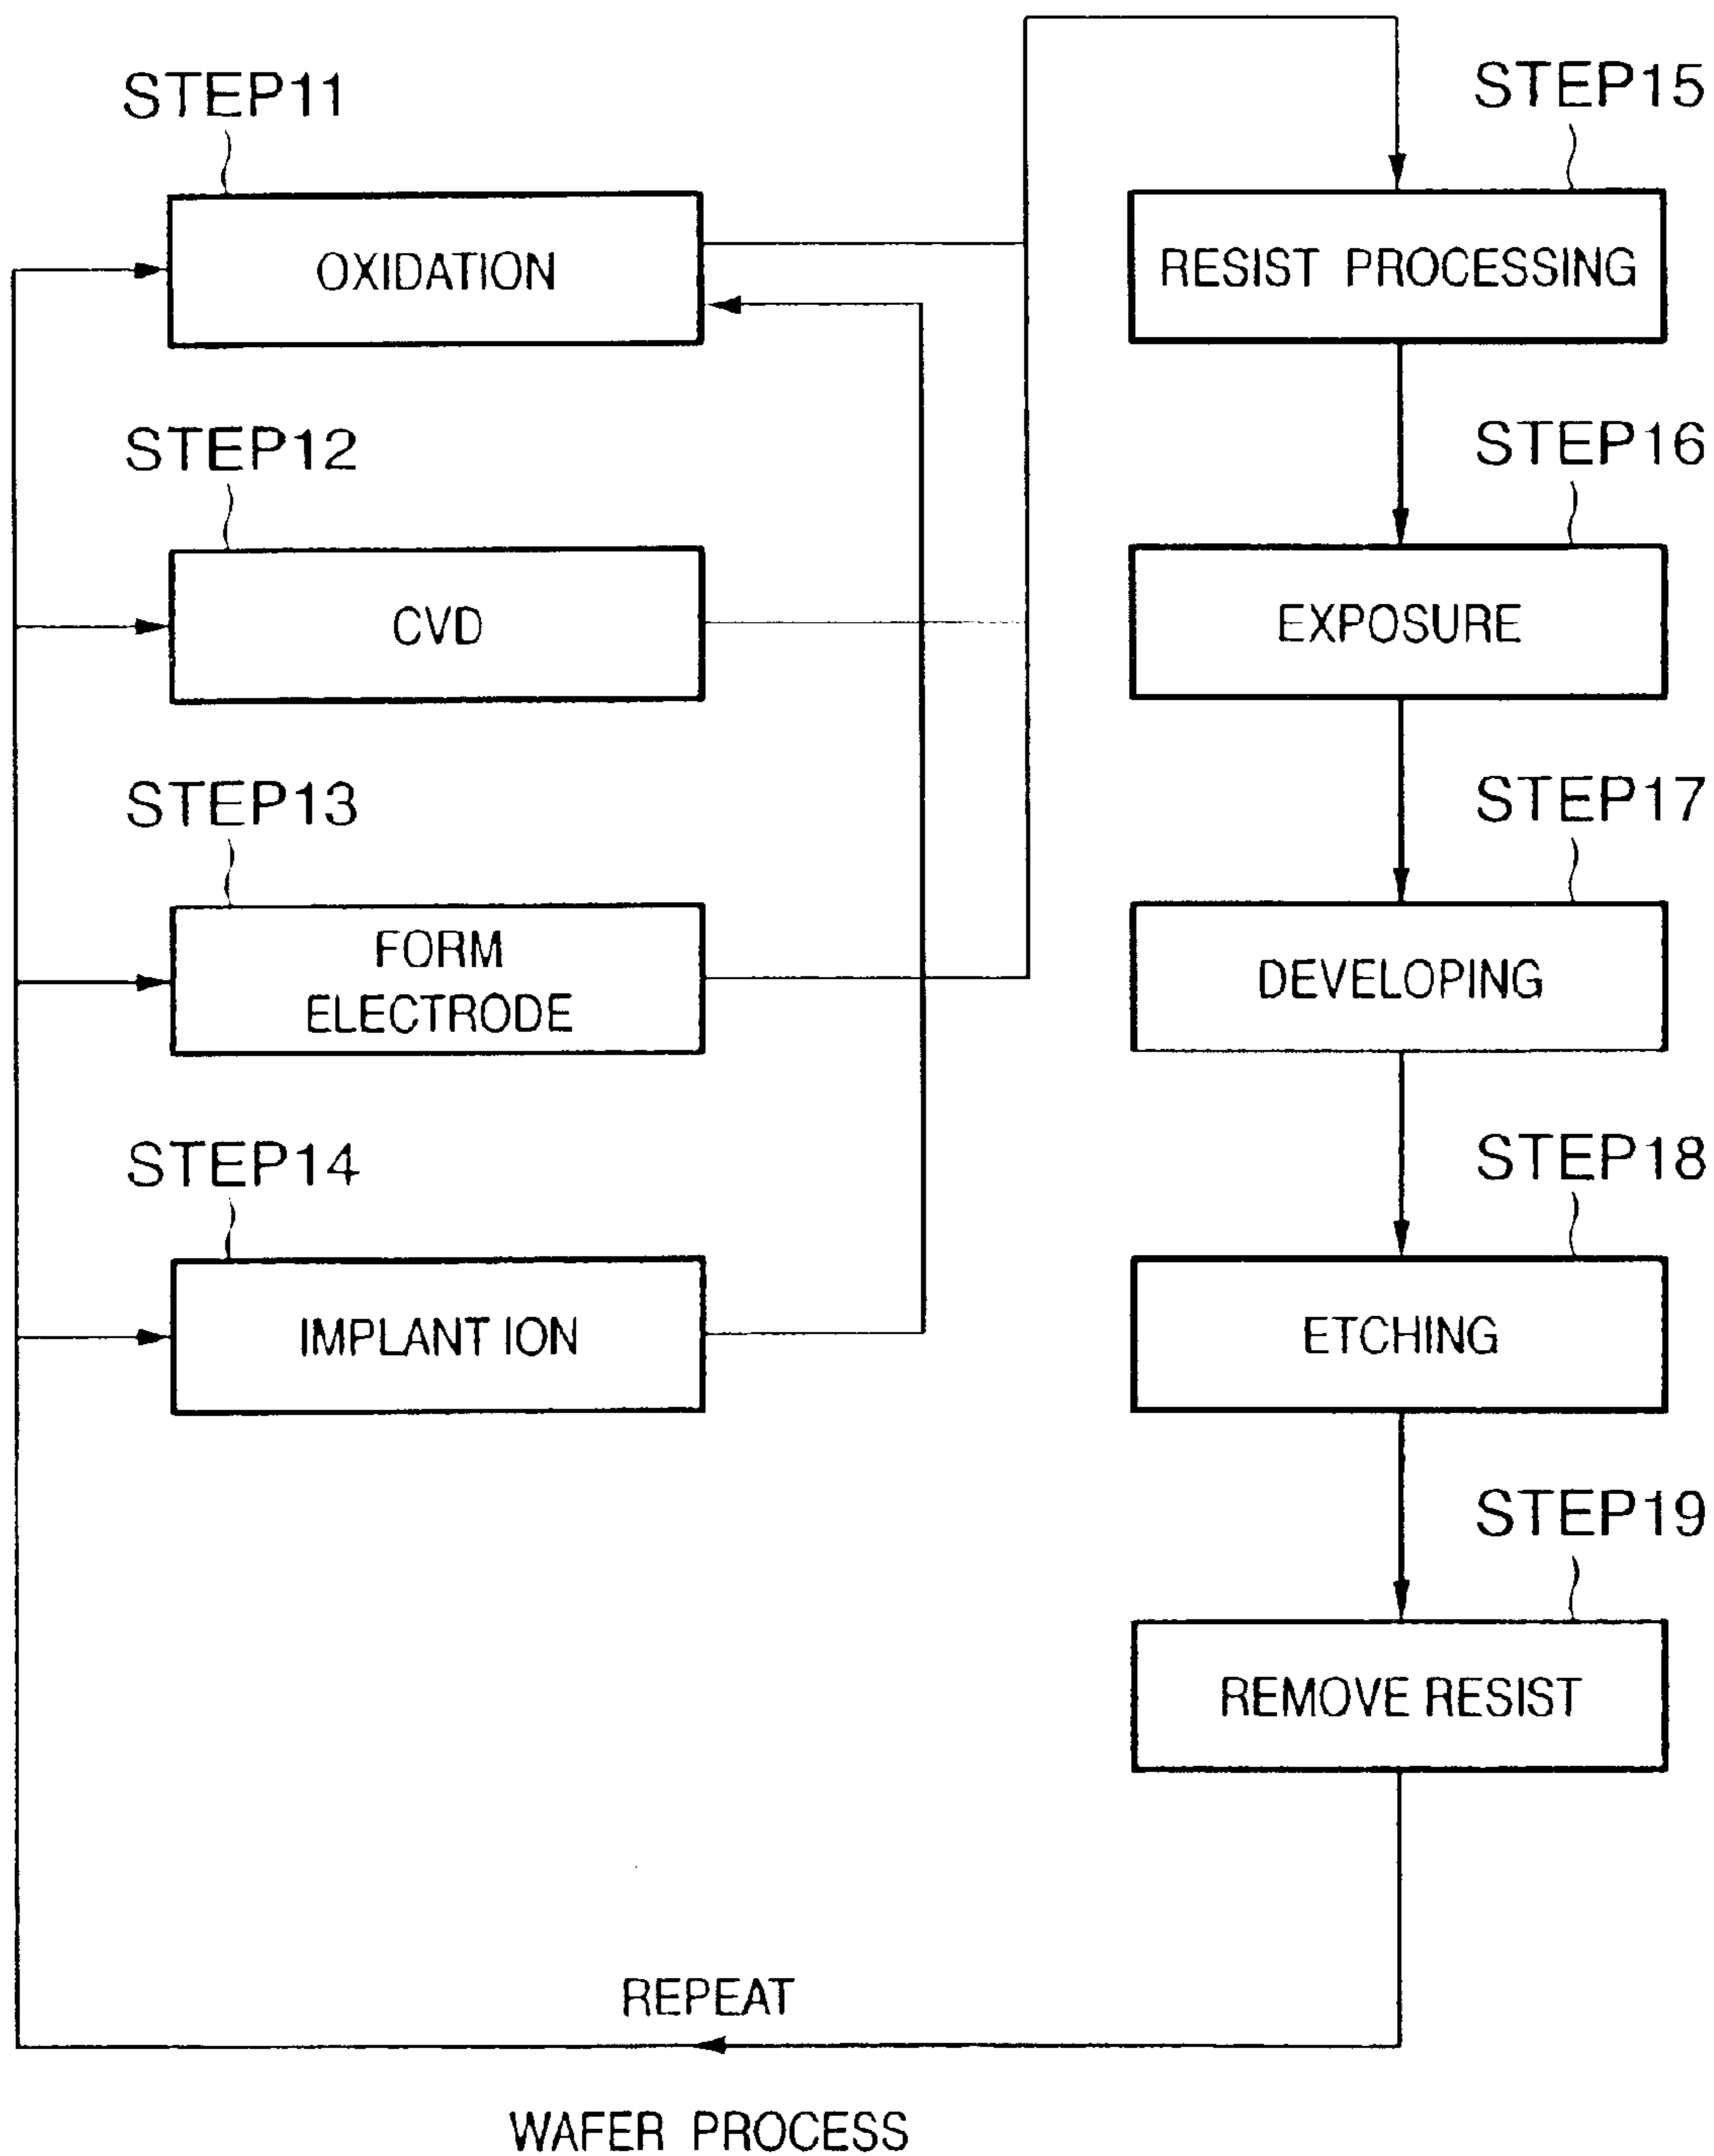 STEP11
OXIDATION
STEP12
CVD
STEP13
FORM
ELECTRODE
STEP14
IMPLANT ION
STEP15
RESIST PROCESSING
STEP16
EXPOSURE
STEP17
DEVELOPING
STEP18
ETCHING
STEP19
REMOVE RESIST
REPEAT
WAFER PROCESS